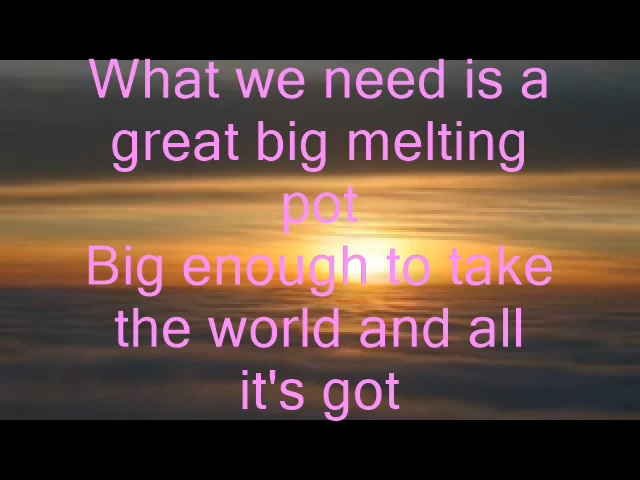 What we need is a
great big melting
pot
Big enough to take
the world and all
it's got